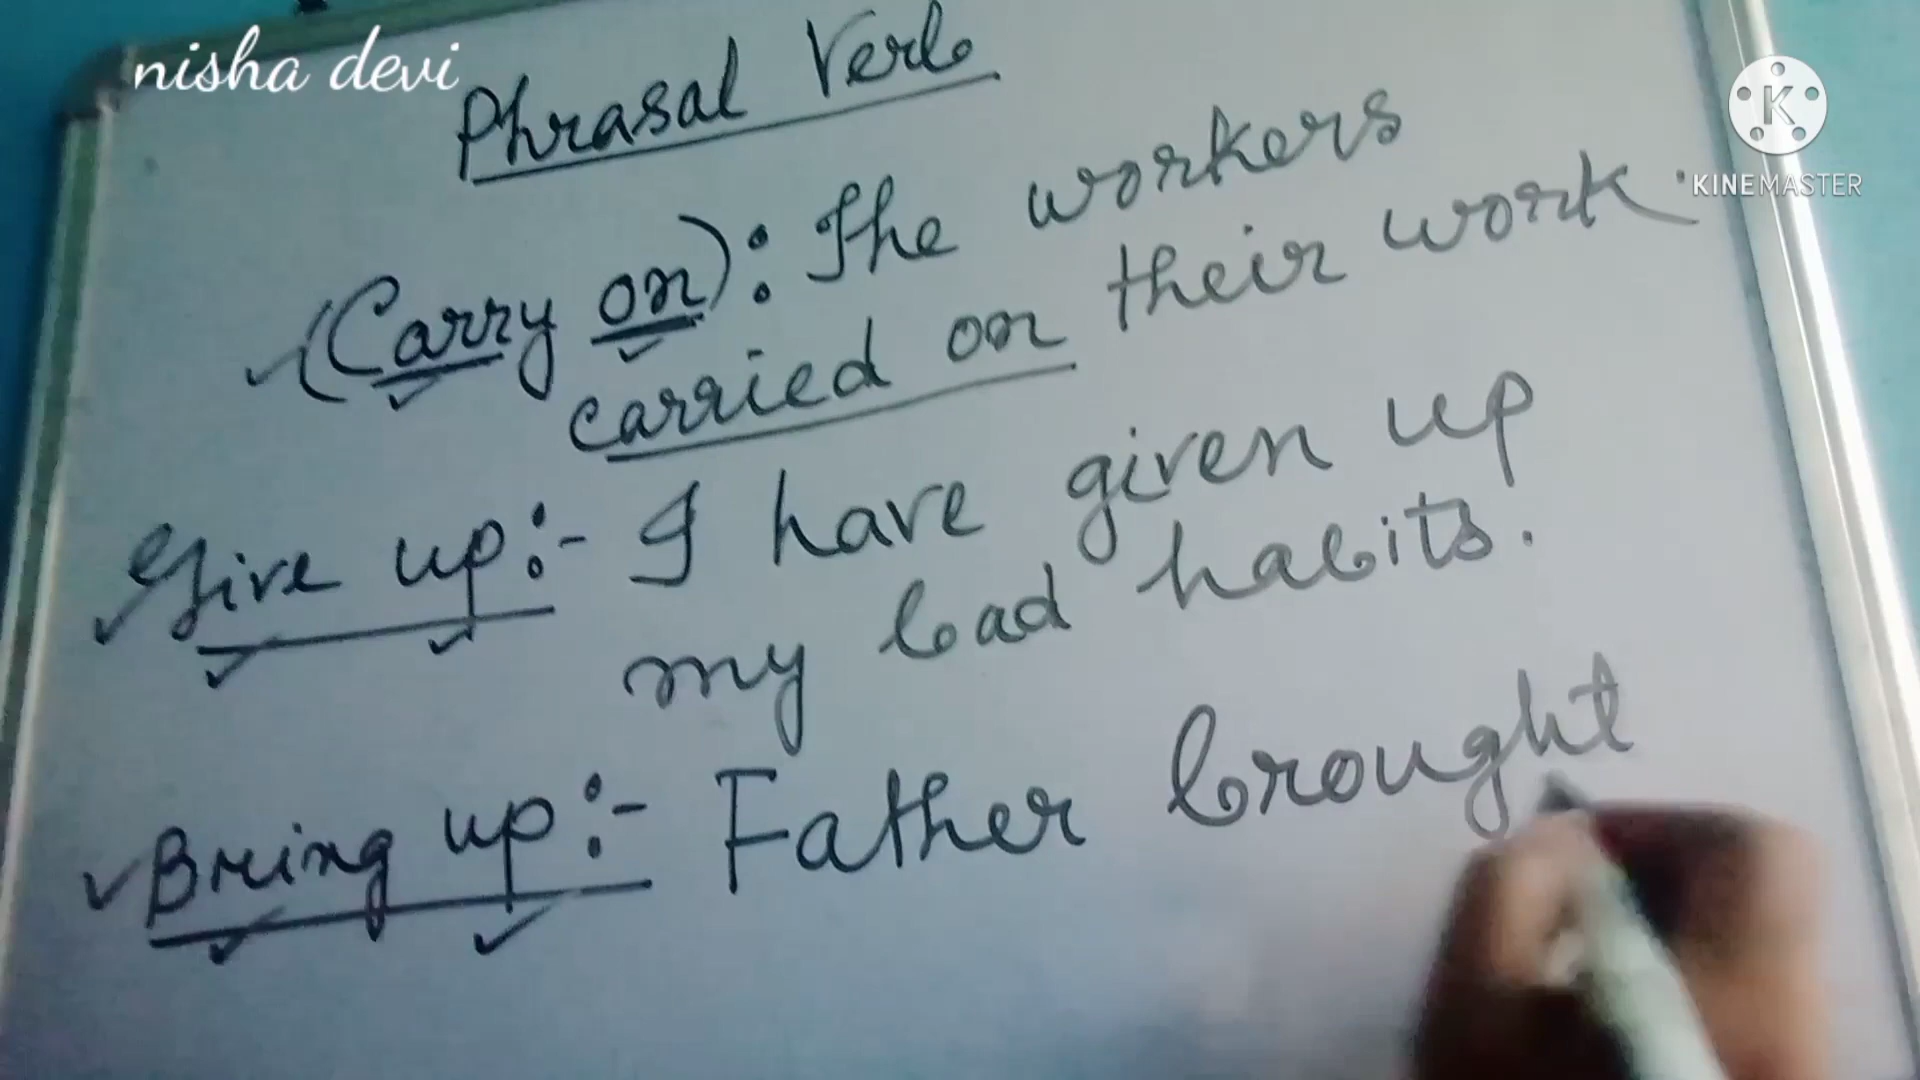 nisha devi
Phrasal Verb
KINEMASTER
(Carry on): The workers
carried on their work.
Give up:- I have given up
my bad habits.
Bring up:- Father brought